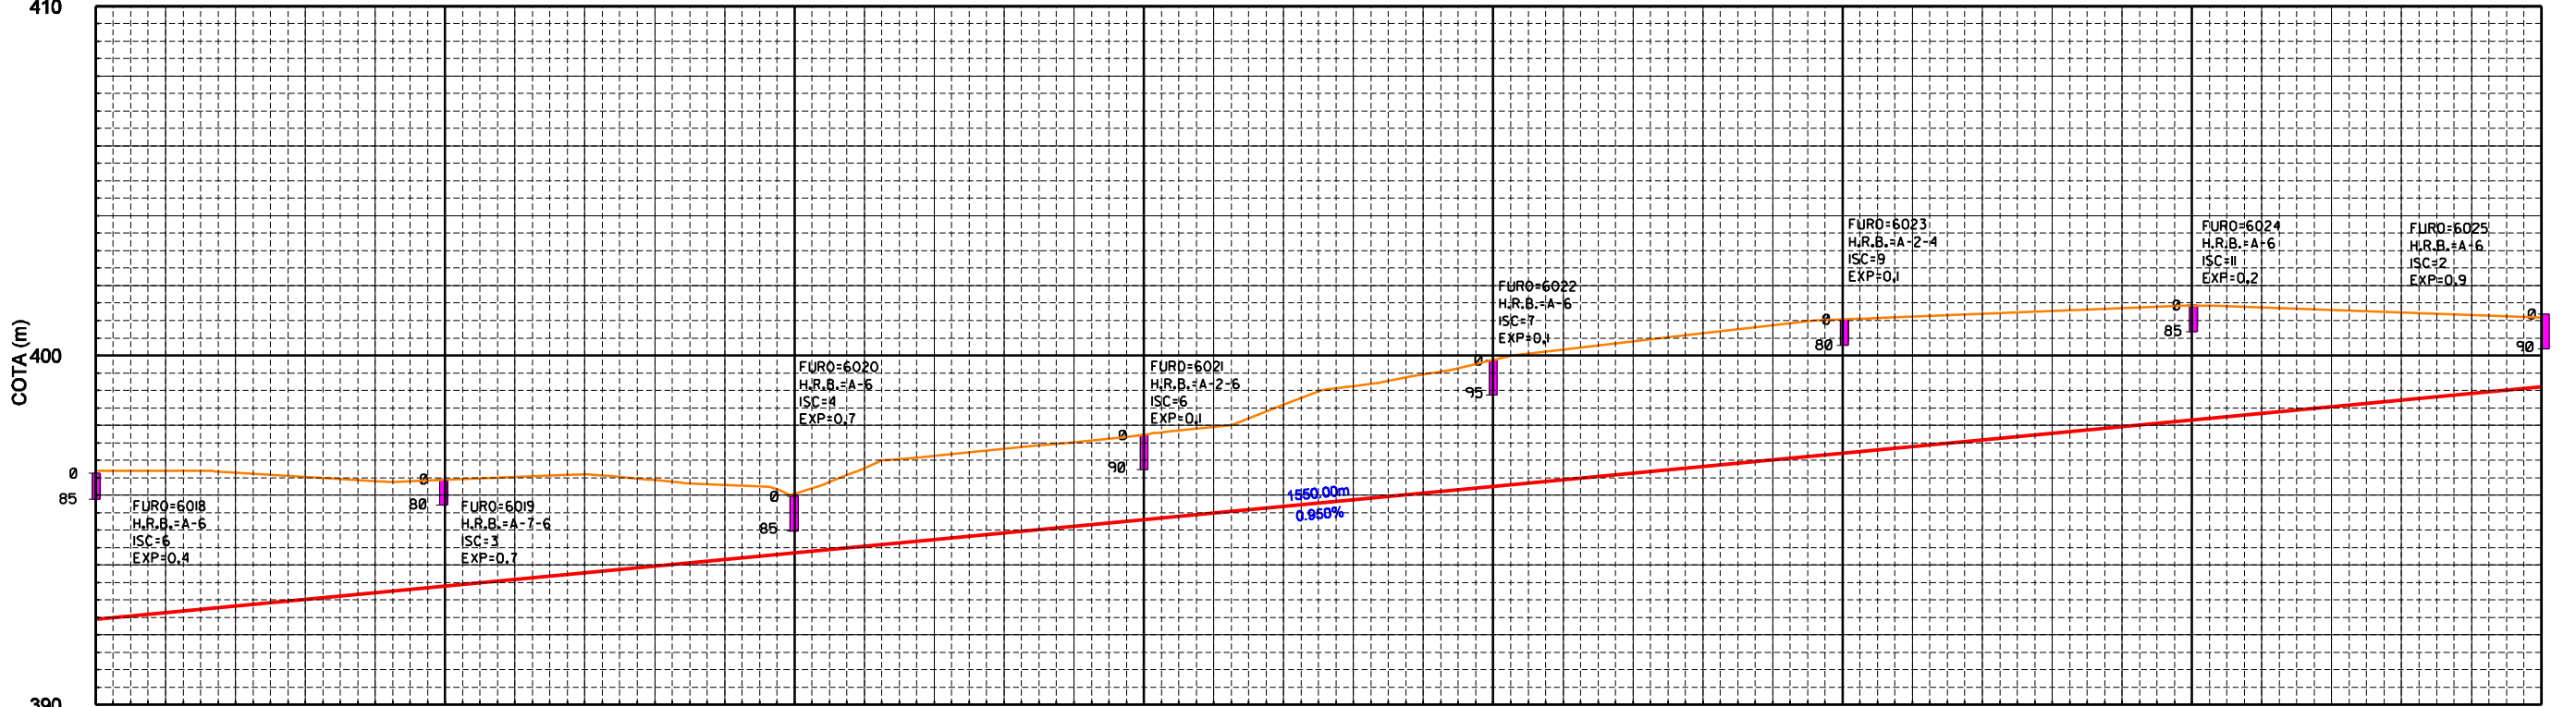 410
COTA (m)
400
390
0
85
FURO=6018
H.R.B.=A-6
ISC=6
EXP=0.4
0
80
FURO=6019
H.R.B.=A-7-6
ISC=3
EXP=0.7
0
85
FURO=6020
H.R.B.=A-6
ISC=4
EXP=0.7
0
90
FURO=6021
H.R.B.=A-2-6
ISC=6
EXP=0.1
1550.00m
0.950%
0
95
FURO=6022
H.R.B.=A-6
ISC=7
EXP=0.1
0
80
FURO=6023
H.R.B.=A-2-4
ISC=9
EXP=0.1
0
85
FURO=6024
H.R.B.=A-6
ISC=11
EXP=0.2
0
90
FURO=6025
H.R.B.=A-6
ISC=2
EXP=0.9